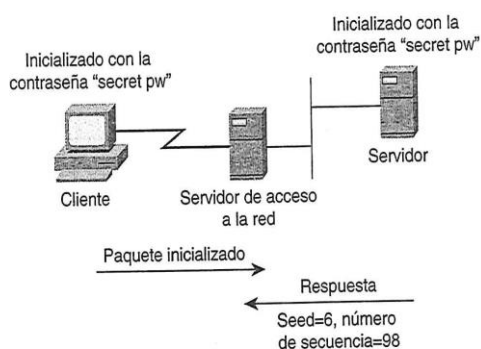 Inicializado con la
contraseña “secret pw”
Inicializado con la
contraseña “secret pw”
Servidor
Cliente
Servidor de acceso
a la red
Paquete inicializado
Respuesta
Seed=6, número
de secuencia=98